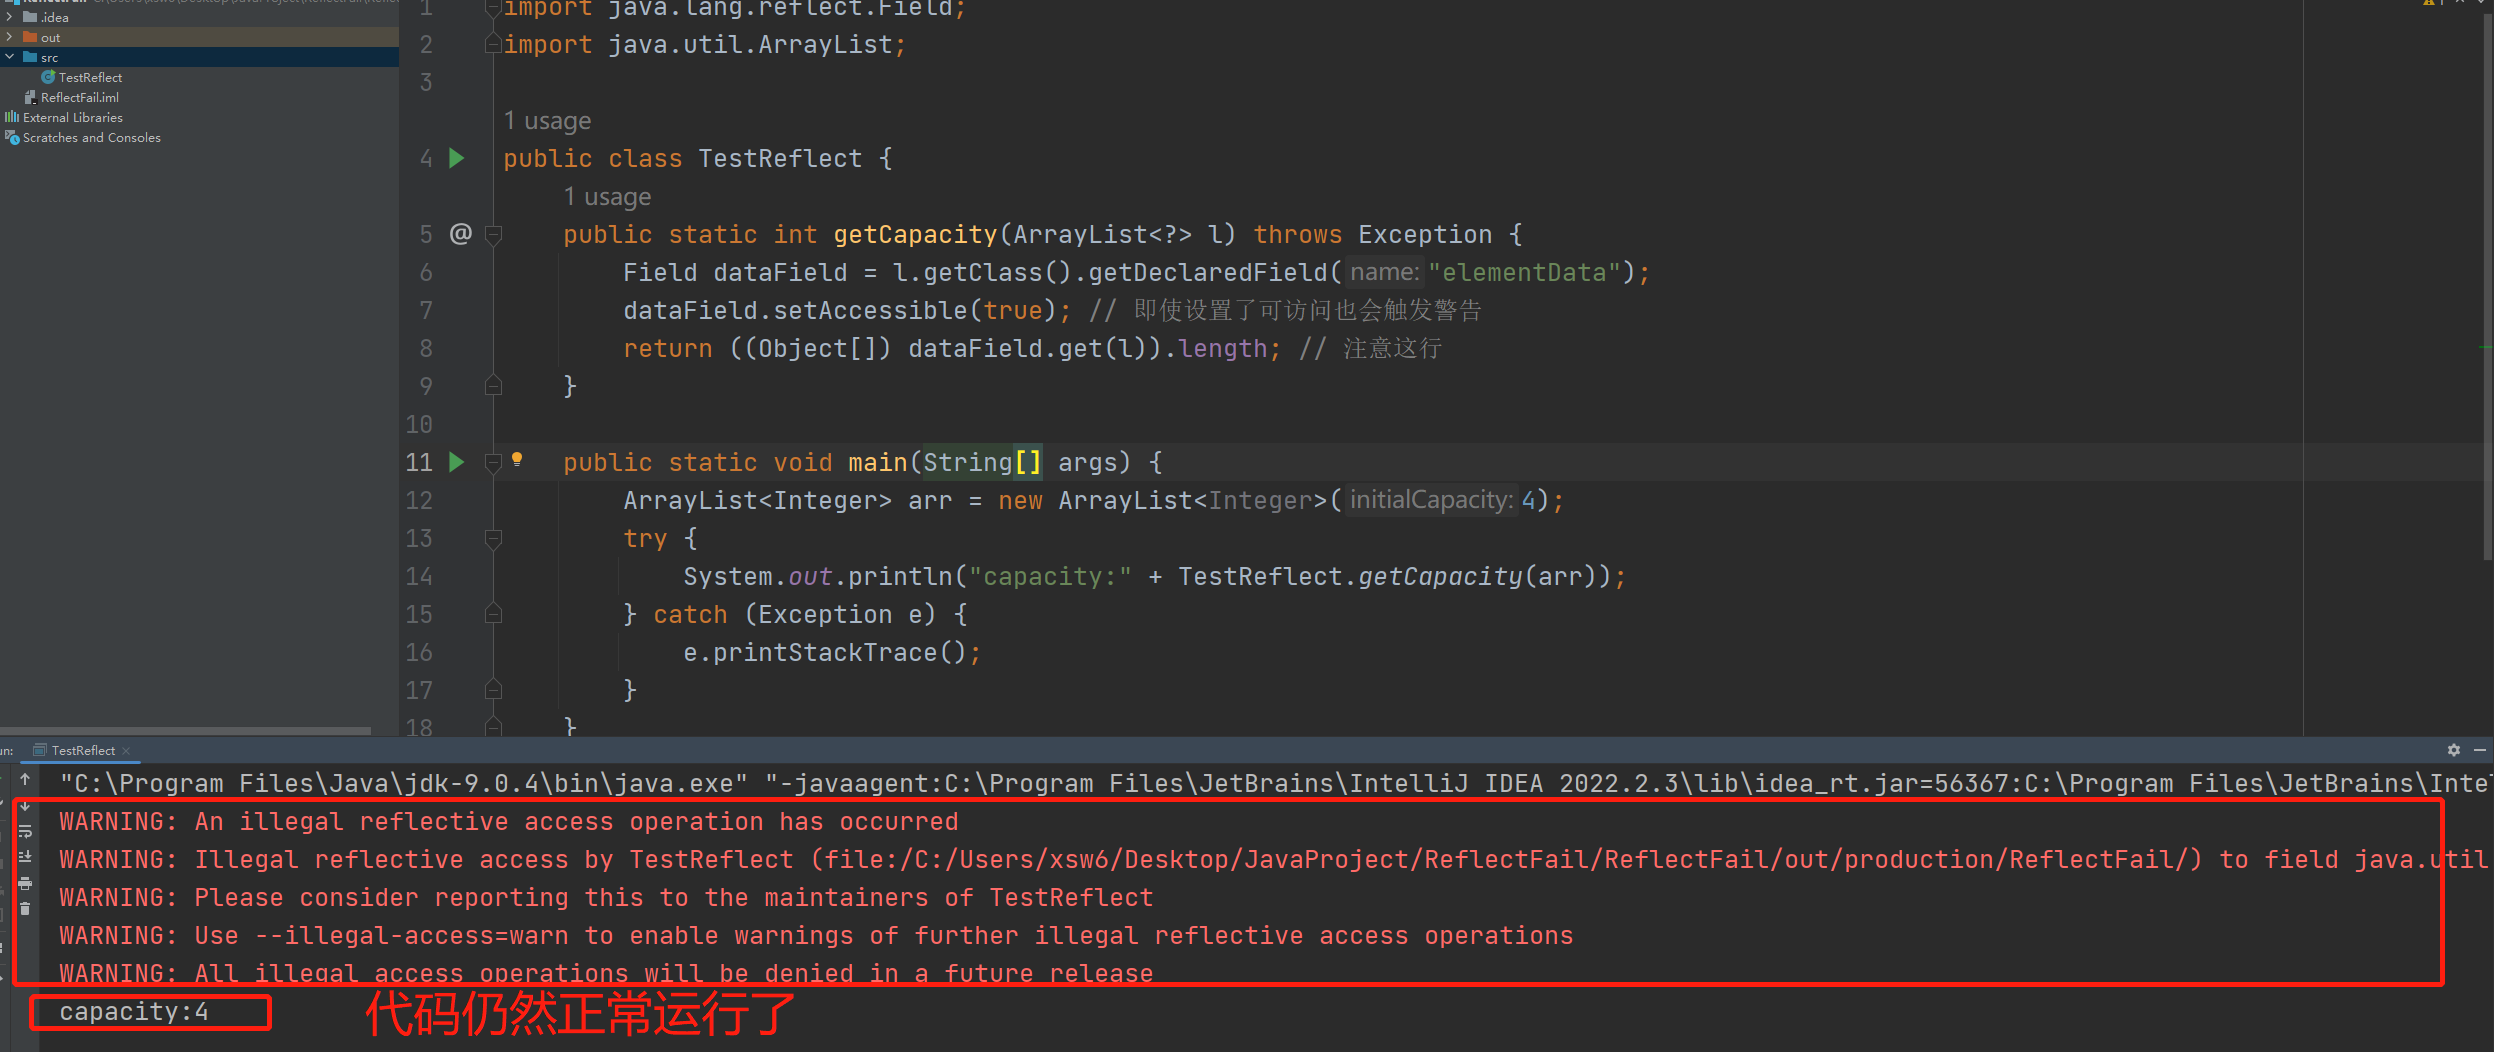 .idea
out
src
TestReflect
ReflectFail.iml
External Libraries
Scratches and Consoles
1 import java.lang.reflect.Field;
2 import java.util.ArrayList;
3
1 usage
4 public class TestReflect {
1 usage
5 @ public static int getCapacity(ArrayList<?> l) throws Exception {
6 Field dataField = l.getClass().getDeclaredField( name: "elementData");
7 dataField.setAccessible(true); // 即使设置了可访问也会触发警告
8 return ((Object[]) dataField.get(l)).length; // 注意这行
9 }
10
11 public static void main(String[] args) {
12 ArrayList<Integer> arr = new ArrayList<Integer>( initialCapacity: 4);
13 try {
14 System.out.println("capacity:" + TestReflect.getCapacity(arr));
15 } catch (Exception e) {
16 e.printStackTrace();
17 }
18 }
TestReflect
"C:\Program Files\Java\jdk-9.0.4\bin\java.exe" "-javaagent:C:\Program Files\JetBrains\IntelliJ IDEA 2022.2.3\lib\idea_rt.jar=56367:C:\Program Files\JetBrains\Inte
WARNING: An illegal reflective access operation has occurred
WARNING: Illegal reflective access by TestReflect (file:/C:/Users/xsw6/Desktop/JavaProject/ReflectFail/ReflectFail/out/production/ReflectFail/) to field java.util
WARNING: Please consider reporting this to the maintainers of TestReflect
WARNING: Use --illegal-access=warn to enable warnings of further illegal reflective access operations
WARNING: All illegal access operations will be denied in a future release
capacity:4
代码仍然正常运行了